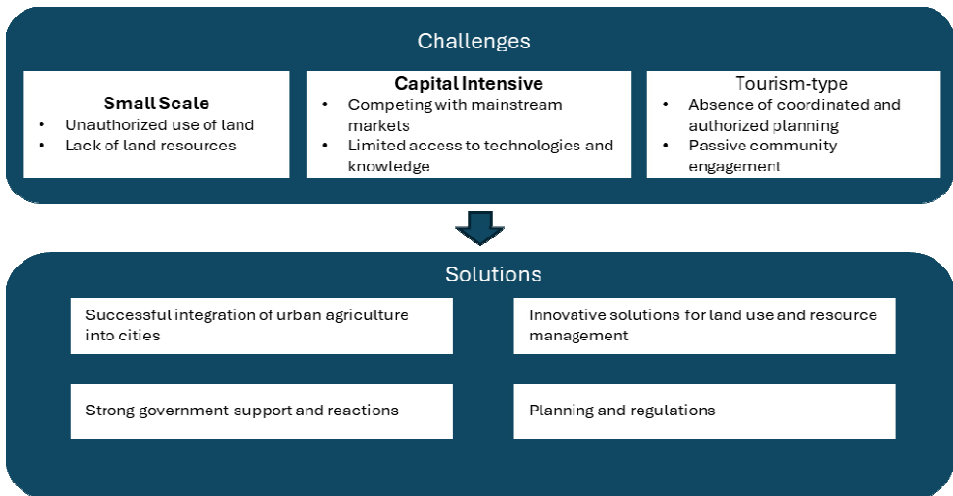 Challenges
Small Scale
• Unauthorized use of land
• Lack of land resources
Capital Intensive
• Competing with mainstream
markets
• Limited access to technologies and
knowledge
Tourism-type
• Absence of coordinated and
authorized planning
• Passive community
engagement
Solutions
Successful integration of urban agriculture
into cities
Innovative solutions for land use and resource
management
Strong government support and reactions
Planning and regulations